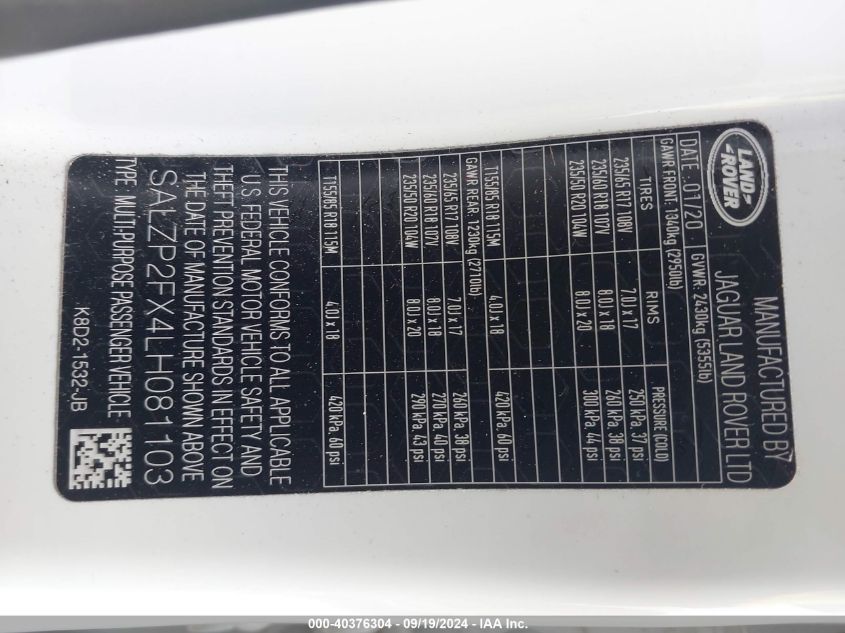 LAND ROVER
MANUFACTURED BY
JAGUAR LAND ROVER LTD
DATE: 01/20 GVWR: 2430kg (5355lb)
GAWR FRONT: 1340kg (2950lb)
TIRES RIMS PRESSURE (COLD)
235/65 R17 108V 7.0J x 17 250 kPa, 37 psi
235/60 R18 107V 8.0J x 18 260 kPa, 38 psi
235/50 R20 104W 8.0J x 20 300 kPa, 44 psi
T155/85 R18 115M 4.0J x 18 420 kPa, 60 psi
GAWR REAR: 1230kg (2710lb)
235/65 R17 108V 7.0J x 17 260 kPa, 38 psi
235/60 R18 107V 8.0J x 18 270 kPa, 40 psi
235/50 R20 104W 8.0J x 20 290 kPa, 43 psi
T155/85 R18 115M 4.0J x 18 420 kPa, 60 psi
THIS VEHICLE CONFORMS TO ALL APPLICABLE
U.S. FEDERAL MOTOR VEHICLE SAFETY AND
THEFT PREVENTION STANDARDS IN EFFECT ON
THE DATE OF MANUFACTURE SHOWN ABOVE
SALZP2FX4LH081103
TYPE: MULTI-PURPOSE PASSENGER VEHICLE
K8D2-1532-JB
000-40376304 - 09/19/2024 - IAA Inc.